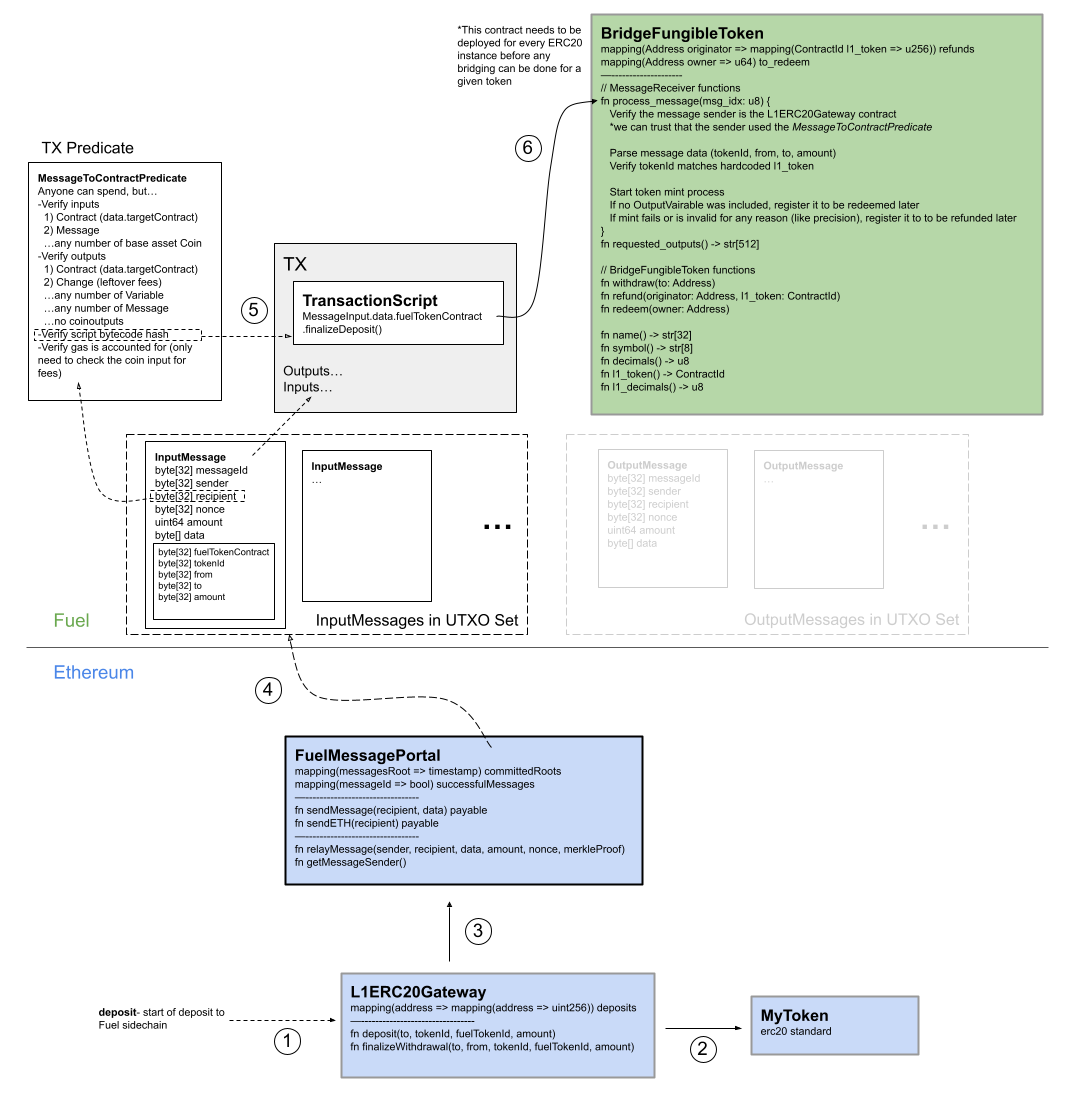 *This contract needs to be
deployed for every ERC20
instance before any
bridging can be done for a
given token
BridgeFungibleToken
mapping(Address originator => mapping(ContractId l1_token => u256)) refunds
mapping(Address owner => u64) to_redeem
—----------------------
// MessageReceiver functions
fn process_message(msg_idx: u8) {
Verify the message sender is the L1ERC20Gateway contract
*we can trust that the sender used the MessageToContractPredicate
Parse message data (tokenId, from, to, amount)
Verify tokenId matches hardcoded l1_token
Start token mint process
If no OutputVairable was included, register it to be redeemed later
If mint fails or is invalid for any reason (like precision), register it to to be refunded later
}
fn requested_outputs() -> str[512]
// BridgeFungibleToken functions
fn withdraw(to: Address)
fn refund(originator: Address, l1_token: ContractId)
fn redeem(owner: Address)
fn name() -> str[32]
fn symbol() -> str[8]
fn decimals() -> u8
fn l1_token() -> ContractId
fn l1_decimals() -> u8
6
TX Predicate
MessageToContractPredicate
Anyone can spend, but…
-Verify inputs
1) Contract (data.targetContract)
2) Message
…any number of base asset Coin
-Verify outputs
1) Contract (data.targetContract)
2) Change (leftover fees)
…any number of Variable
…any number of Message
…no coinoutputs
-Verify script bytecode hash
-Verify gas is accounted for (only
need to check the coin input for
fees)
5
TX
TransactionScript
MessageInput.data.fuelTokenContract
.finalizeDeposit()
Outputs…
Inputs…
InputMessage
byte[32] messageId
byte[32] sender
byte[32] recipient
byte[32] nonce
uint64 amount
byte[] data
byte[32] fuelTokenContract
byte[32] tokenId
byte[32] from
byte[32] to
byte[32] amount
InputMessage
…
...
InputMessages in UTXO Set
OutputMessage
byte[32] messageId
byte[32] sender
byte[32] recipient
byte[32] nonce
uint64 amount
byte[] data
OutputMessage
…
...
OutputMessages in UTXO Set
Fuel
Ethereum
4
FuelMessagePortal
mapping(messagesRoot => timestamp) committedRoots
mapping(messageId => bool) successfulMessages
—----------------------------------
fn sendMessage(recipient, data) payable
fn sendETH(recipient) payable
—----------------------------------
fn relayMessage(sender, recipient, data, amount, nonce, merkleProof)
fn getMessageSender()
3
deposit- start of deposit to
Fuel sidechain
1
L1ERC20Gateway
mapping(address => mapping(address => uint256)) deposits
—----------------------------------
fn deposit(to, tokenId, fuelTokenId, amount)
fn finalizeWithdrawal(to, from, tokenId, fuelTokenId, amount)
2
MyToken
erc20 standard